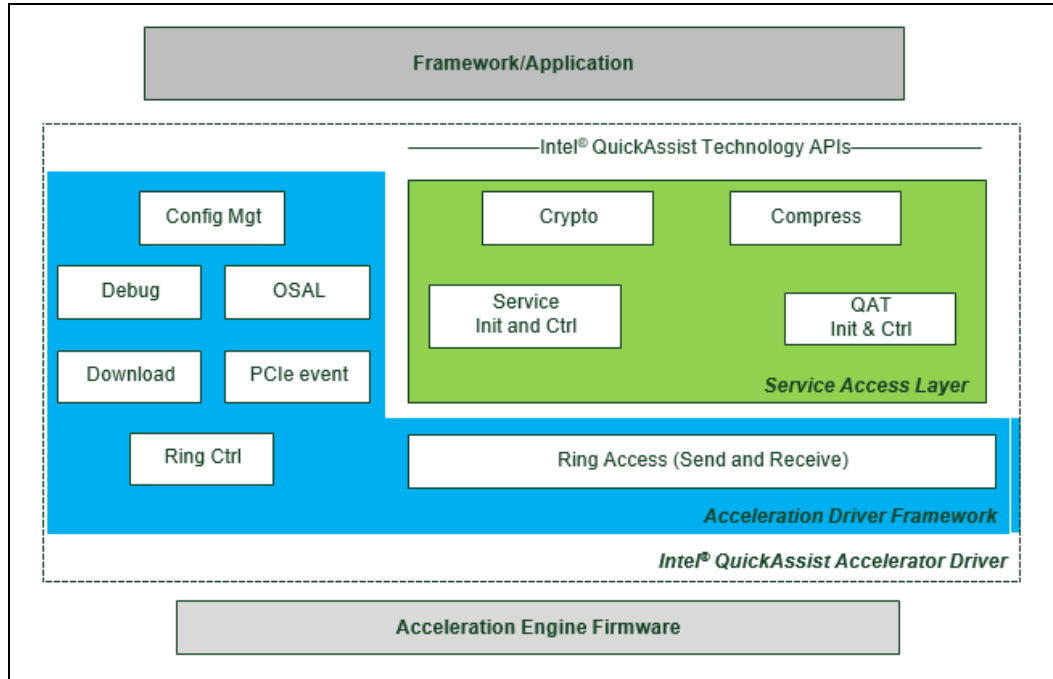 Framework/Application
Intel® QuickAssist Technology APIs
Config Mgt
Crypto
Compress
Debug
OSAL
Service
Init and Ctrl
QAT
Init & Ctrl
Download
PCIe event
Service Access Layer
Ring Ctrl
Ring Access (Send and Receive)
Acceleration Driver Framework
Intel® QuickAssist Accelerator Driver
Acceleration Engine Firmware